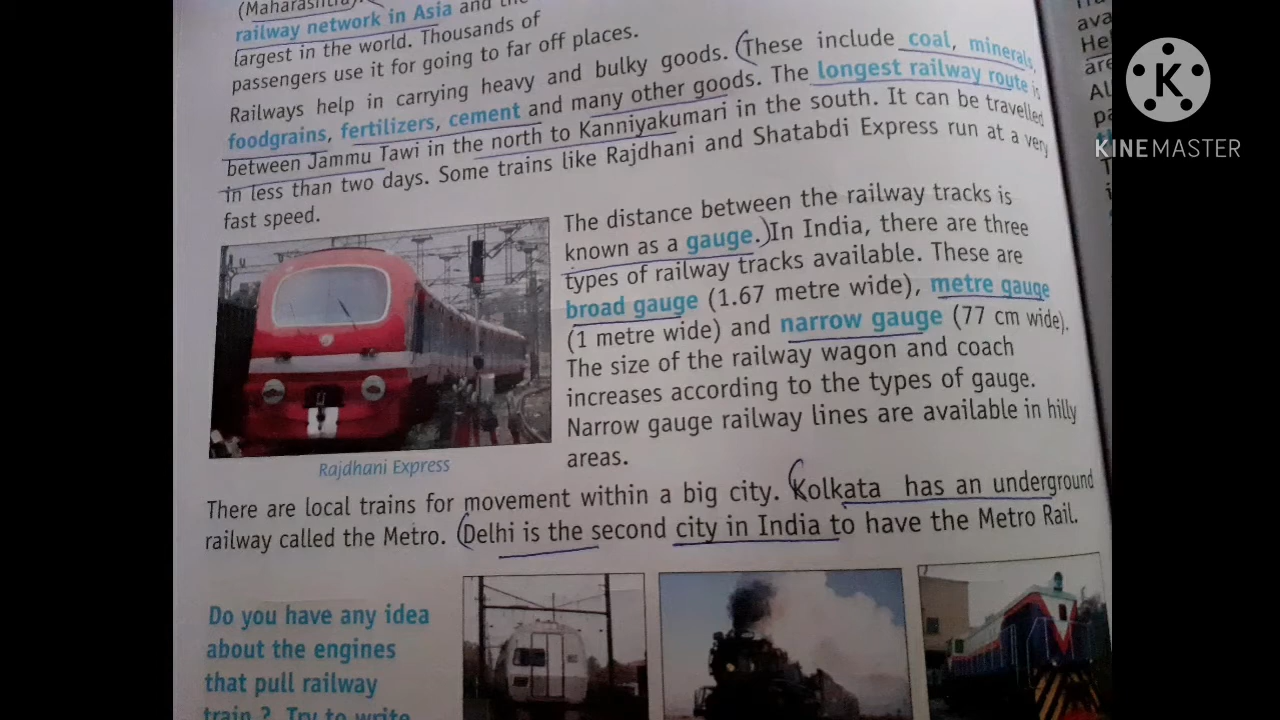 (Maharashtra).
railway network in Asia and the
largest in the world. Thousands of
passengers use it for going to far off places.
Railways help in carrying heavy and bulky goods. (These include coal, minerals,
foodgrains, fertilizers, cement and many other goods. The longest railway route is
between Jammu Tawi in the north to Kanniyakumari in the south. It can be travelled
in less than two days. Some trains like Rajdhani and Shatabdi Express run at a very
fast speed.
The distance between the railway tracks is
known as a gauge.)In India, there are three
types of railway tracks available. These are
broad gauge (1.67 metre wide), metre gauge
(1 metre wide) and narrow gauge (77 cm wide).
The size of the railway wagon and coach
increases according to the types of gauge.
Narrow gauge railway lines are available in hilly
areas.
Rajdhani Express
There are local trains for movement within a big city. (Kolkata has an underground
railway called the Metro. (Delhi is the second city in India to have the Metro Rail.
Do you have any idea
about the engines
that pull railway
train ? Try to write
K
KINEMASTER